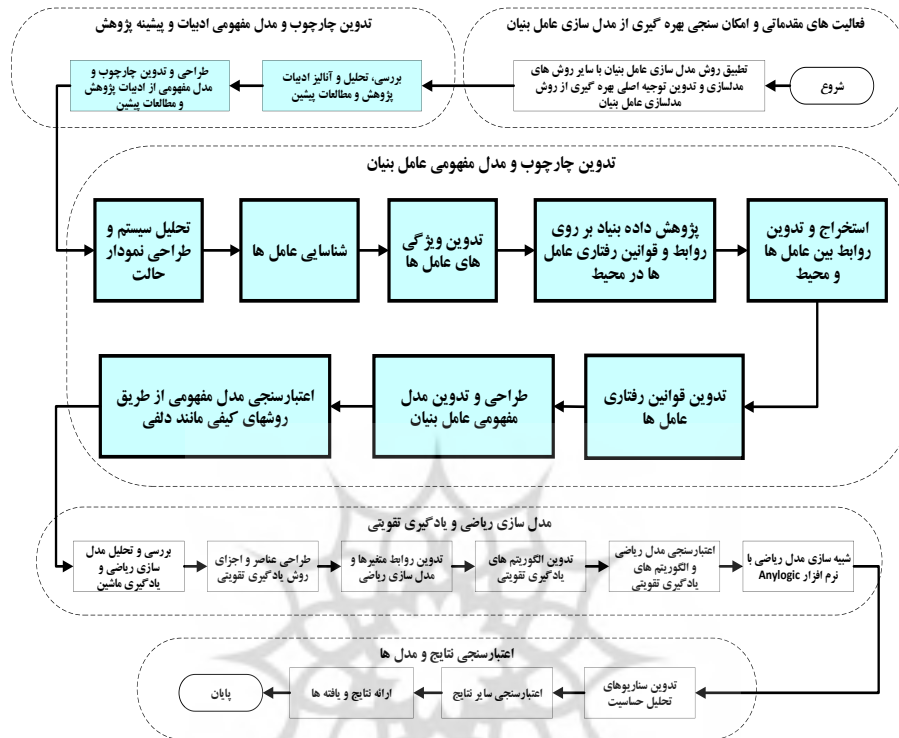 فعالیت های مقدماتی و امکان سنجی بهره گیری از مدل سازی عامل بنیان
شروع
تطبیق روش مدل سازی عامل بنیان با سایر روش های
مدلسازی و تدوین توجیه اصلی بهره گیری از روش
مدلسازی عامل بنیان
تدوین چارچوب و مدل مفهومی ادبیات و پیشینه پژوهش
بررسی، تحلیل و آنالیز ادبیات
پژوهش و مطالعات پیشین
طراحی و تدوین چارچوب و
مدل مفهومی از ادبیات پژوهش
و مطالعات پیشین
تدوین چارچوب و مدل مفهومی عامل بنیان
تحلیل سیستم و
طراحی نمودار
حالت
شناسایی عامل ها
تدوین ویژگی
های عامل ها
پژوهش داده بنیاد بر روی
روابط و قوانین رفتاری عامل
ها در محیط
استخراج و تدوین
روابط بین عامل ها
و محیط
تدوین قوانین رفتاری
عامل ها
طراحی و تدوین مدل
مفهومی عامل بنیان
اعتبارسنجی مدل مفهومی از طریق
روشهای کیفی مانند دلفی
مدل سازی ریاضی و یادگیری تقویتی
بررسی و تحلیل مدل
سازی ریاضی و
یادگیری ماشین
طراحی عناصر و اجزای
روش یادگیری تقویتی
تدوین روابط متغیرها و
مدل سازی ریاضی
تدوین الگوریتم های
یادگیری تقویتی
اعتبارسنجی مدل ریاضی
و الگوریتم های
یادگیری تقویتی
شبیه سازی مدل ریاضی با
نرم افزار Anylogic
اعتبارسنجی نتایج و مدل ها
تدوین سناریوهای
تحلیل حساسیت
اعتبارسنجی سایر نتایج
ارائه نتایج و یافته ها
پایان